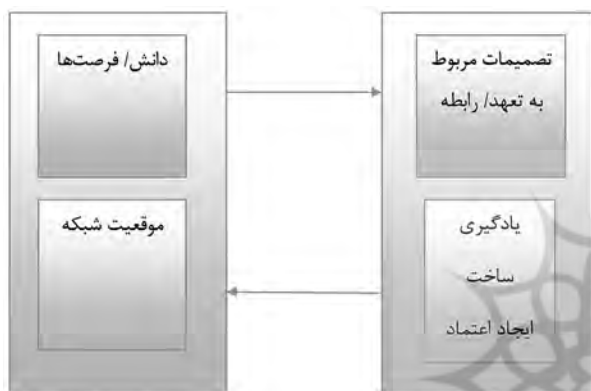 دانش/ فرصت‌ها
موقعیت شبکه
تصمیمات مربوط
به تعهد/ رابطه
یادگیری
ساخت
ایجاد اعتماد